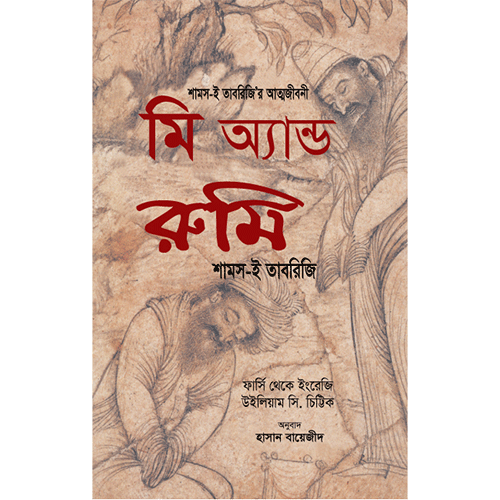 শামস-ই তাবরিজি'র আত্মজীবনী
মি অ্যান্ড
রুমি
শামস-ই তাবরিজি
ফার্সি থেকে ইংরেজি
উইলিয়াম সি. চিট্টিক
অনুবাদ
হাসান বায়েজীদ